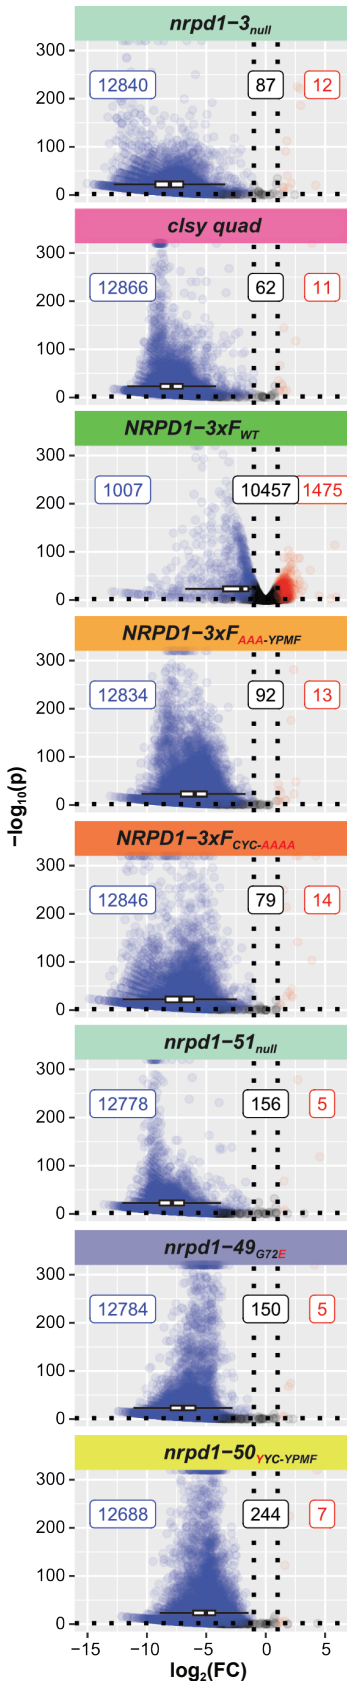 nrpd1−3null
300
200
100
0
12840 87 12
clsy quad
300
200
100
0
12866 62 11
NRPD1−3xFWT
300
200
100
0
1007 10457 1475
NRPD1−3xFAAA-YPMF
300
200
100
0
12834 92 13
−log10(p)
NRPD1−3xFCYC-AAAA
300
200
100
0
12846 79 14
nrpd1−51null
300
200
100
0
12778 156 5
nrpd1−49G72E
300
200
100
0
12784 150 5
nrpd1−50YYC-YPMF
300
200
100
0
12688 244 7
−15 −10 −5 0 5
log2(FC)